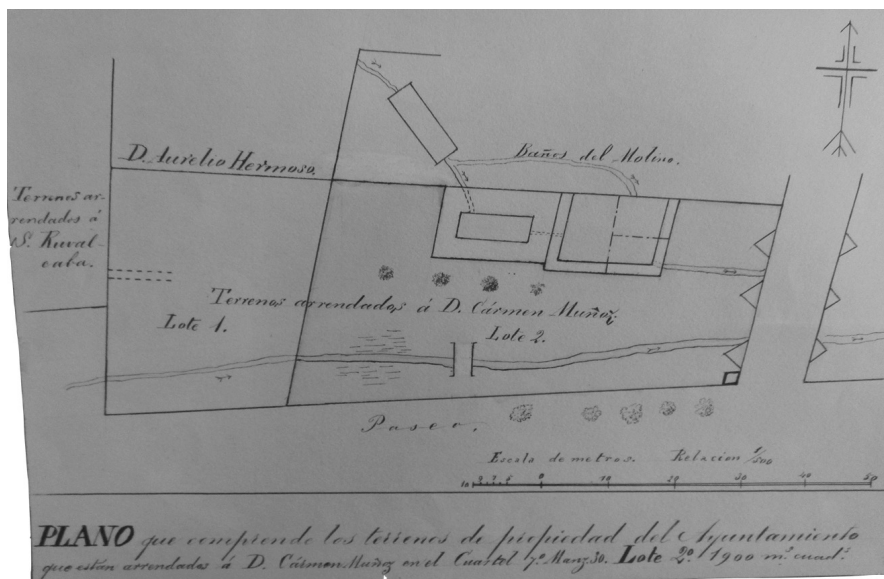 D. Aurelio Hermoso.
Baños del Molino.
Terrenos ar-
rendados á
S. Ruval-
caba.
Terrenos arrendados á D. Cármen Muñoz
Lote 1.
Lote 2.
Paseo.
Escala de metros. Relacion 1/500
10 0 10 20 30 40 50
PLANO que comprende los terrenos de propiedad del Ayuntamiento
que están arrendados á D. Cármen Muñoz en el Cuartel 7º Manz 30. Lote 2º 1900 m.s cuad.s